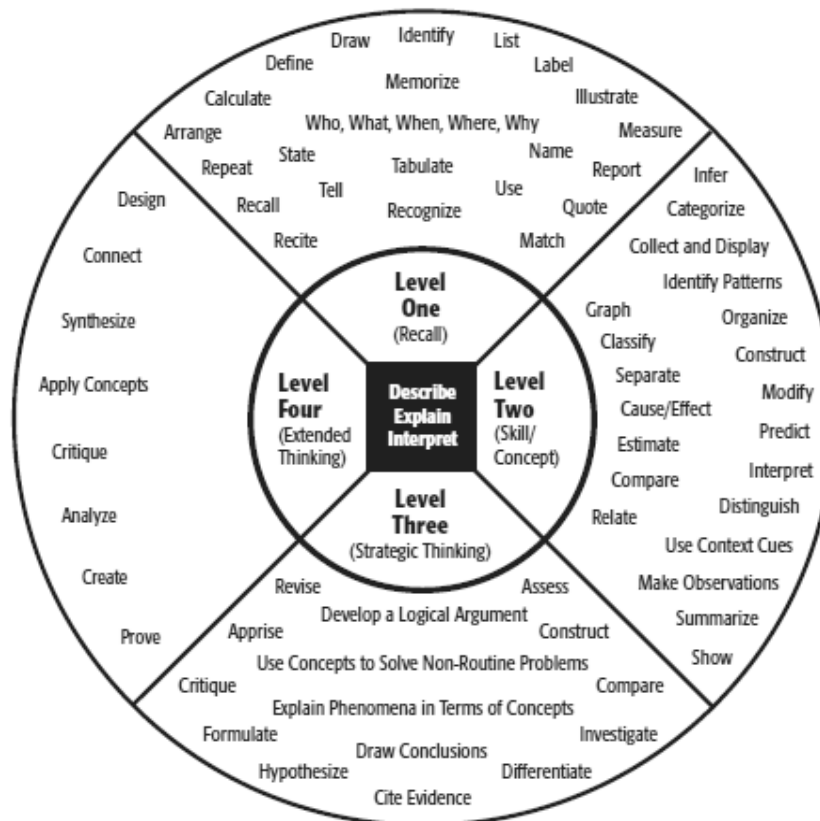 Draw
Identify
List
Define
Label
Memorize
Calculate
Illustrate
Arrange
Who, What, When, Where, Why
Measure
Repeat
State
Tabulate
Name
Report
Recall
Tell
Recognize
Use
Quote
Recite
Match
Level
One
(Recall)
Design
Connect
Synthesize
Apply Concepts
Critique
Analyze
Create
Prove
Level
Four
(Extended
Thinking)
Describe
Explain
Interpret
Level
Two
(Skill/
Concept)
Infer
Categorize
Collect and Display
Identify Patterns
Graph
Organize
Classify
Construct
Separate
Modify
Cause/Effect
Predict
Estimate
Interpret
Compare
Distinguish
Relate
Use Context Cues
Make Observations
Summarize
Show
Level
Three
(Strategic Thinking)
Revise
Assess
Develop a Logical Argument
Apprise
Construct
Use Concepts to Solve Non-Routine Problems
Critique
Compare
Explain Phenomena in Terms of Concepts
Formulate
Investigate
Draw Conclusions
Hypothesize
Differentiate
Cite Evidence